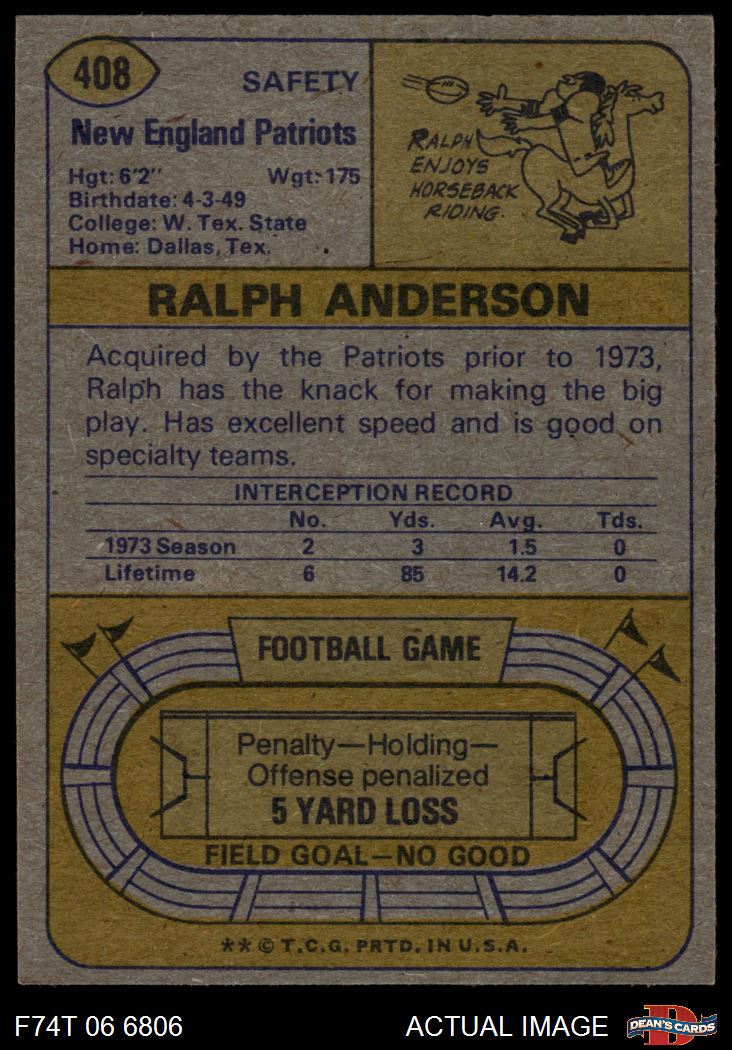 408
SAFETY
New England Patriots
Hgt: 6'2" Wgt: 175
Birthdate: 4-3-49
College: W. Tex. State
Home: Dallas, Tex.
RALPH
ENJOYS
HORSEBACK
RIDING.
RALPH ANDERSON
Acquired by the Patriots prior to 1973,
Ralph has the knack for making the big
play. Has excellent speed and is good on
specialty teams.
INTERCEPTION RECORD
No. Yds. Avg. Tds.
1973 Season 2 3 1.5 0
Lifetime 6 85 14.2 0
FOOTBALL GAME
Penalty—Holding—
Offense penalized
5 YARD LOSS
FIELD GOAL—NO GOOD
** © T.C.G. PRTD. IN U.S.A.
F74T 06 6806 ACTUAL IMAGE D DEAN'S CARDS